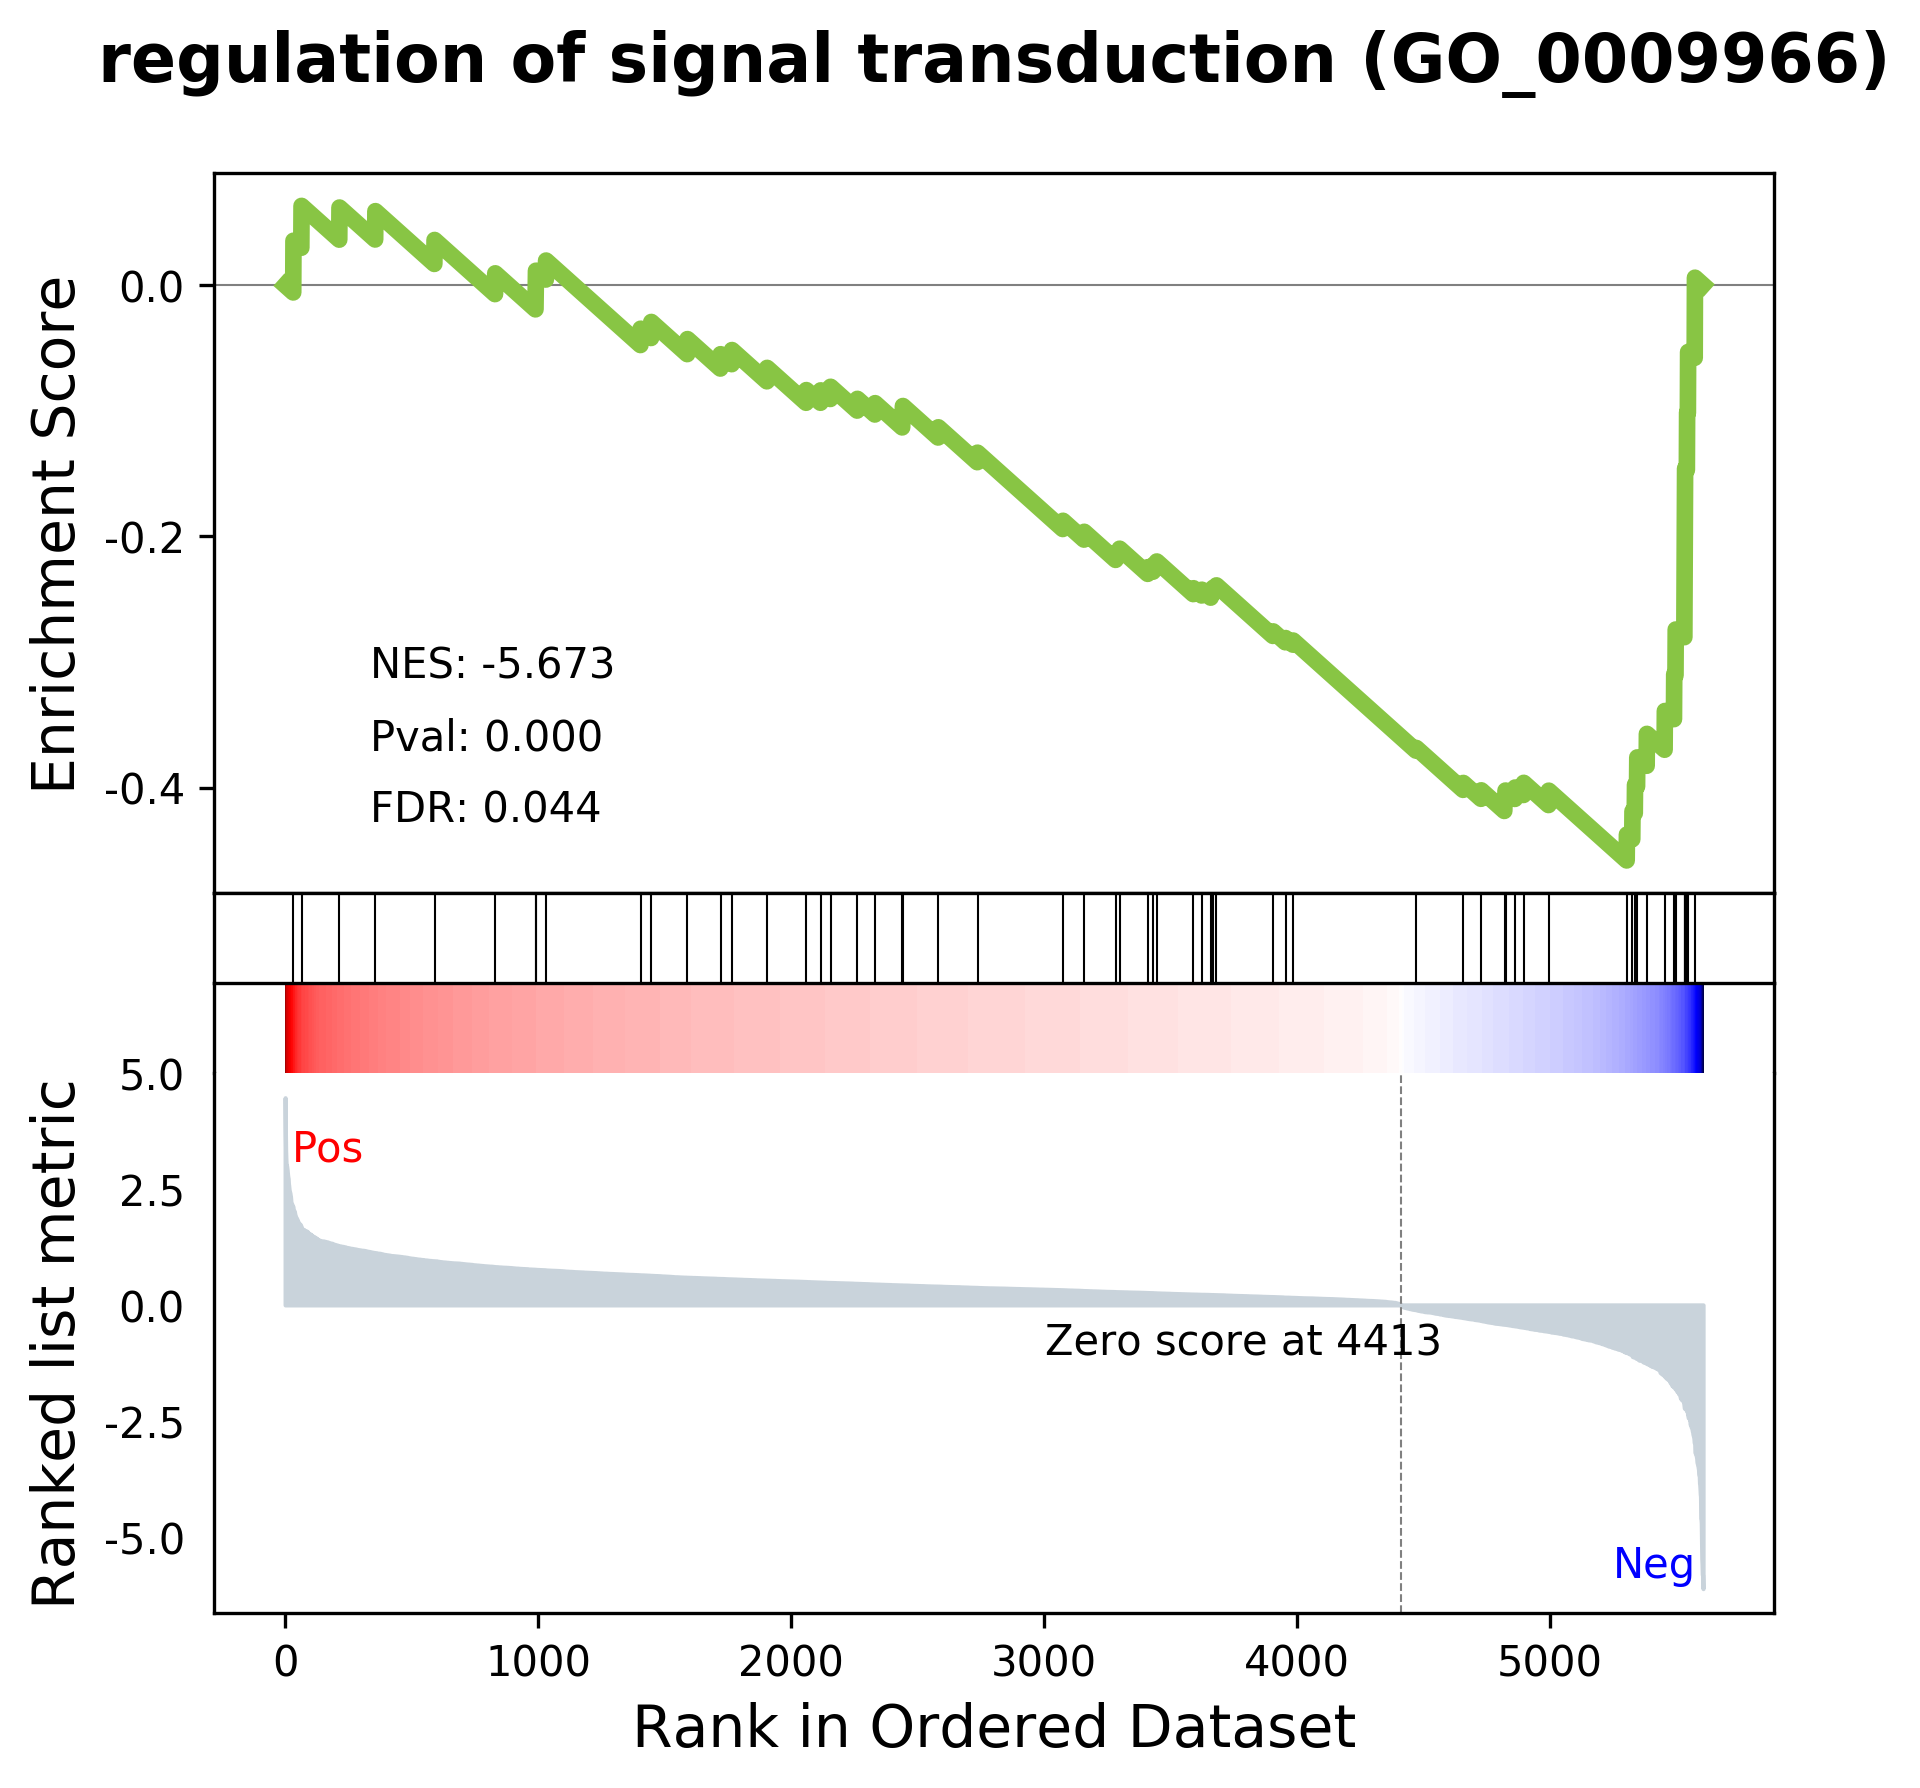 regulation of signal transduction (GO_0009966)
Enrichment Score
0.0
-0.2
-0.4
NES: -5.673
Pval: 0.000
FDR: 0.044
Ranked list metric
5.0
2.5
0.0
-2.5
-5.0
Pos
Zero score at 4413
Neg
0 1000 2000 3000 4000 5000
Rank in Ordered Dataset